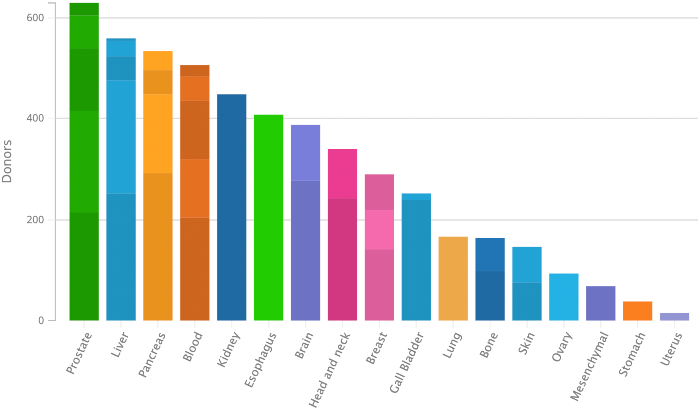 Donors
600
400
200
0
Prostate
Liver
Pancreas
Blood
Kidney
Esophagus
Brain
Head and neck
Breast
Gall Bladder
Lung
Bone
Skin
Ovary
Mesenchymal
Stomach
Uterus